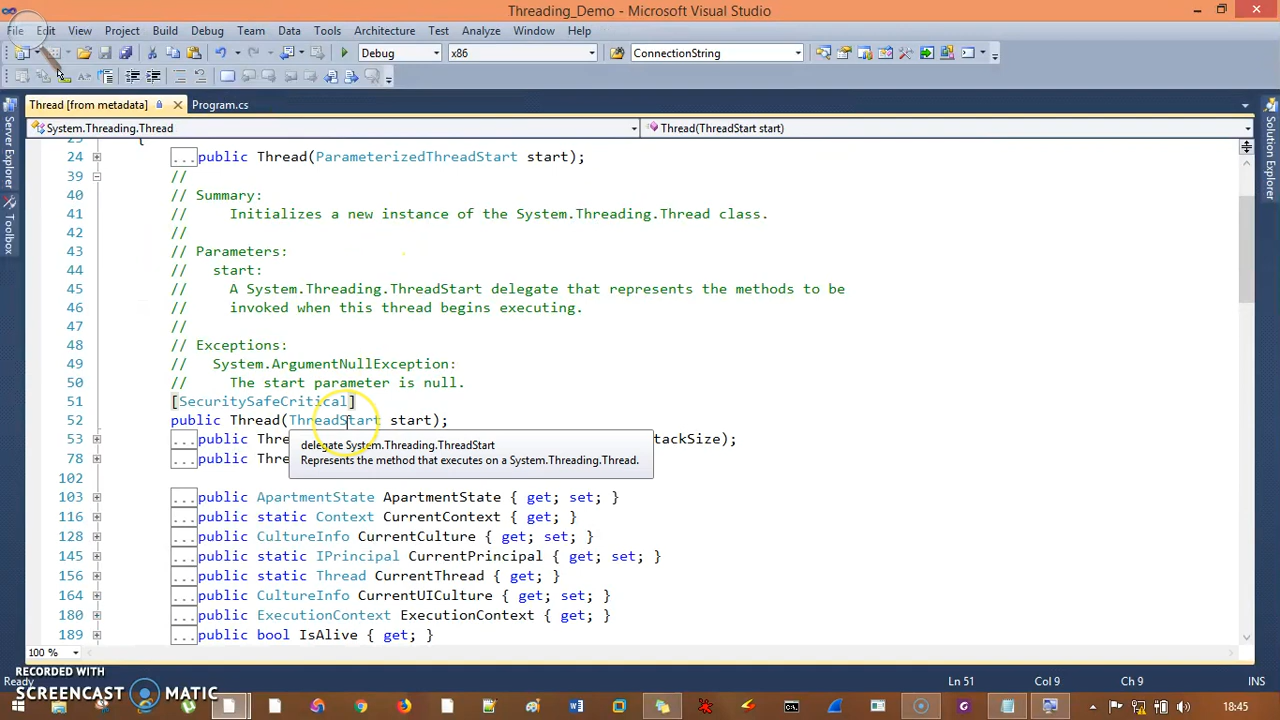 Threading_Demo - Microsoft Visual Studio
File Edit View Project Build Debug Team Data Tools Architecture Test Analyze Window Help
Debug x86 ConnectionString
Thread [from metadata] Program.cs
System.Threading.Thread Thread(ThreadStart start)
Server Explorer
Toolbox
Solution Explorer
{
24 ... public Thread(ParameterizedThreadStart start);
39 //
40 // Summary:
41 // Initializes a new instance of the System.Threading.Thread class.
42 //
43 // Parameters:
44 // start:
45 // A System.Threading.ThreadStart delegate that represents the methods to be
46 // invoked when this thread begins executing.
47 //
48 // Exceptions:
49 // System.ArgumentNullException:
50 // The start parameter is null.
51 [SecuritySafeCritical]
52 public Thread(ThreadStart start);
53 ... public Thre tackSize);
delegate System.Threading.ThreadStart
Represents the method that executes on a System.Threading.Thread.
78 ... public Thre
102
103 ... public ApartmentState ApartmentState { get; set; }
116 ... public static Context CurrentContext { get; }
128 ... public CultureInfo CurrentCulture { get; set; }
145 ... public static IPrincipal CurrentPrincipal { get; set; }
156 ... public static Thread CurrentThread { get; }
164 ... public CultureInfo CurrentUICulture { get; set; }
180 ... public ExecutionContext ExecutionContext { get; }
189 ... public bool IsAlive { get; }
100 %
RECORDED WITH
SCREENCAST MATIC
Ready Ln 51 Col 9 Ch 9 INS
18:45